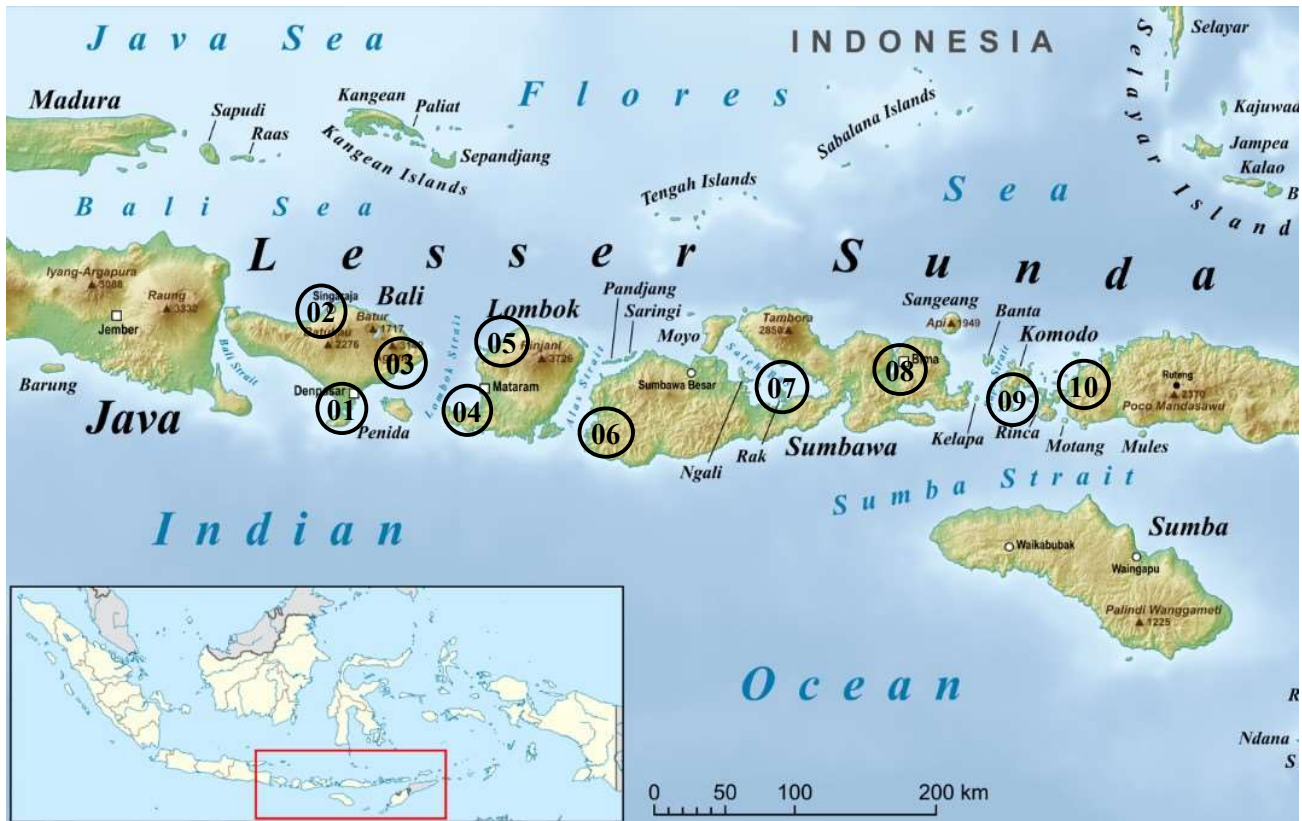 Java Sea
INDONESIA
Selayar
Madura
Sapudi
Raas
Kangean
Paliat
Sepandjang
Kangean Islands
Flores
Sabalana Islands
Selayar Island
Kajuwad
Jampea
Kalao
B
Tengah Islands
Sea
Bali Sea
Lesser Sunda
Iyang-Argapura
3088
Raung
3332
Jember
Barung
Java
Bali Strait
Singaraja
02
Bali
Batur
1717
2276
03
Denpasar
01
Penida
Lombok Strait
Lombok
05
Rinjani
3726
04
Mataram
Alas Strait
Pandjang
Saringi
Moyo
Sumbawa Besar
06
Tambora
2850
07
Ngali
Rak
Sumbawa
Sangeang
Api 1949
Bima
08
Banta
Komodo
Kelapa
09
Rinca
10
Motang
Mules
Ruteng
2370
Poco Mandasawu
Sumba Strait
Indian
Ocean
Sumba
Waikabubak
Waingapu
Palindi Wanggameti
1225
R
Ndana
S
0 50 100 200 km